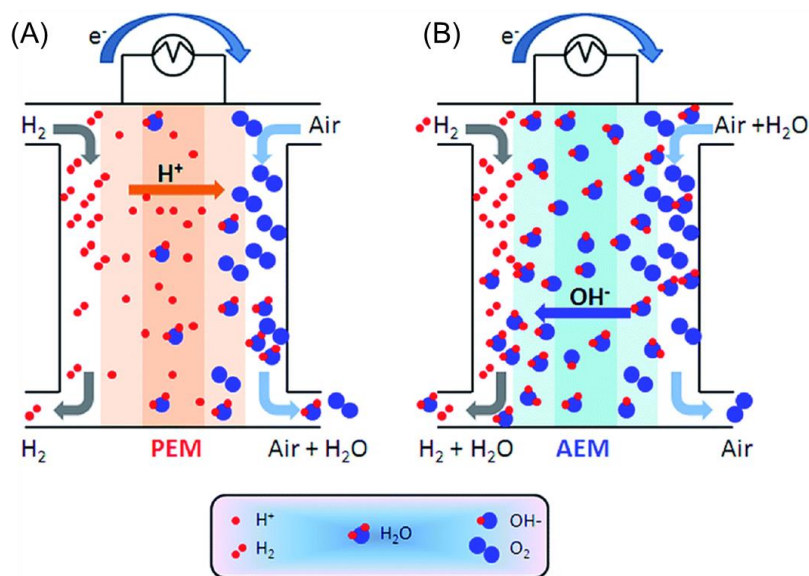 (A)
e-
H2
Air
H+
H2
PEM
Air + H2O
(B)
e-
H2
Air +H2O
OH-
H2 + H2O
AEM
Air
H+
H2O
OH-
H2
O2